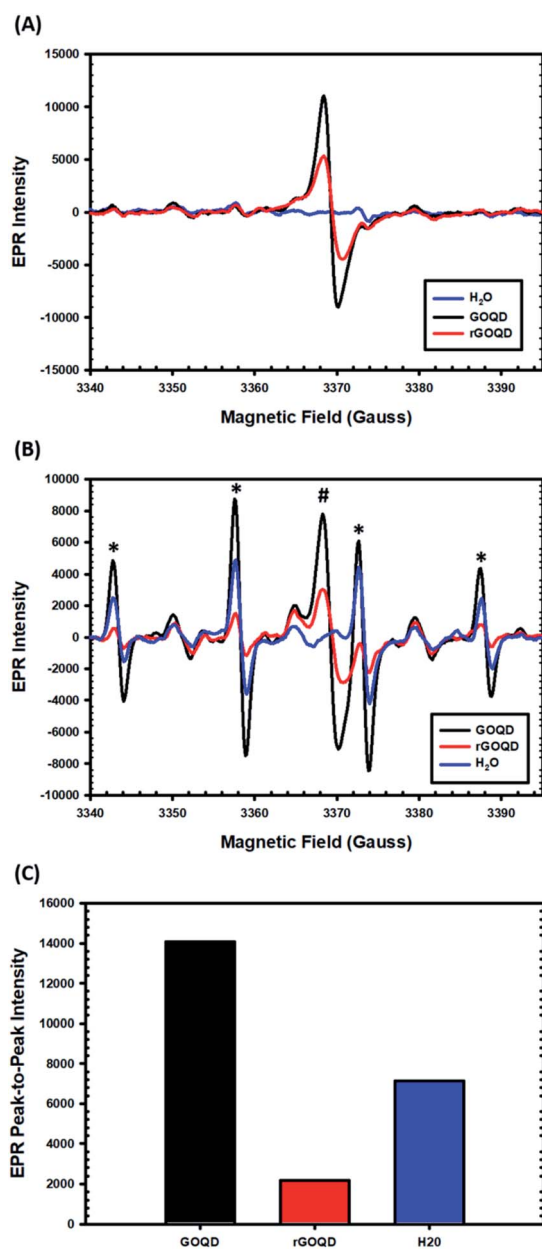 (A)
15000
10000
5000
0
-5000
-10000
-15000
EPR Intensity
H₂O
GOQD
rGOQD
3340 3350 3360 3370 3380 3390
Magnetic Field (Gauss)
(B)
10000
8000
6000
4000
2000
0
-2000
-4000
-6000
-8000
-10000
EPR Intensity
* * # * *
GOQD
rGOQD
H₂O
3340 3350 3360 3370 3380 3390
Magnetic Field (Gauss)
(C)
16000
14000
12000
10000
8000
6000
4000
2000
0
EPR Peak-to-Peak Intensity
GOQD rGOQD H20